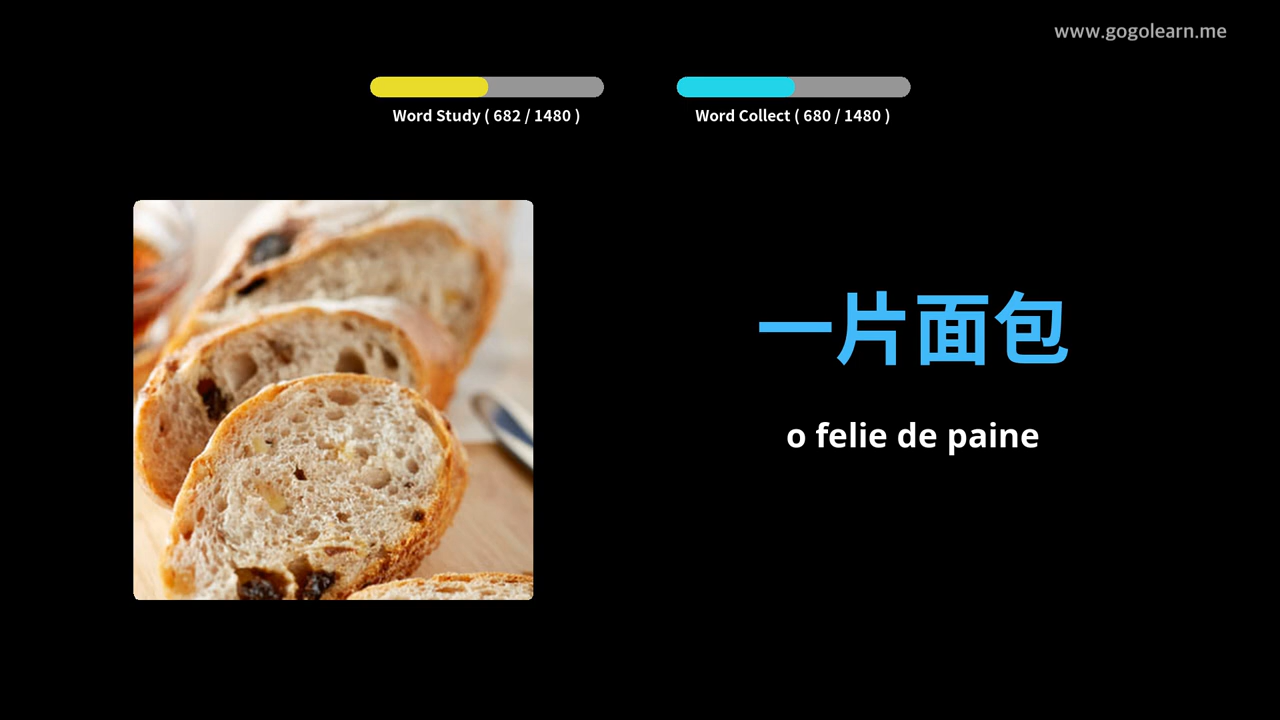 www.gogolearn.me
Word Study ( 682 / 1480 )
Word Collect ( 680 / 1480 )
一片面包
o felie de paine